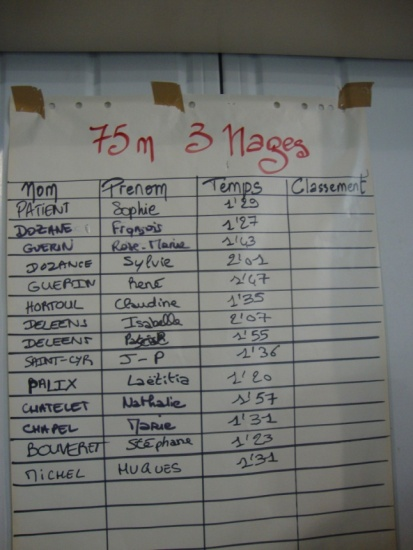 75m 3 Nages
Nom Prenom Temps Classement
PATIENT Sophie 1'29
DOZANE François 1'27
GUERIN Rose-Marie 1'43
DOZANCE Sylvie 2'01
GUERIN René 1'47
HORTOUL Claudine 1'35
DELEENS Isabelle 2'07
DELEENT 1'55
SAINT-CYR J-P 1'36
PALIX Laëtitia 1'20
CHATELET Nathalie 1'57
CHAPEL Marie 1'31
BOUVERET Stéphane 1'23
MICHEL HUGUES 1'31